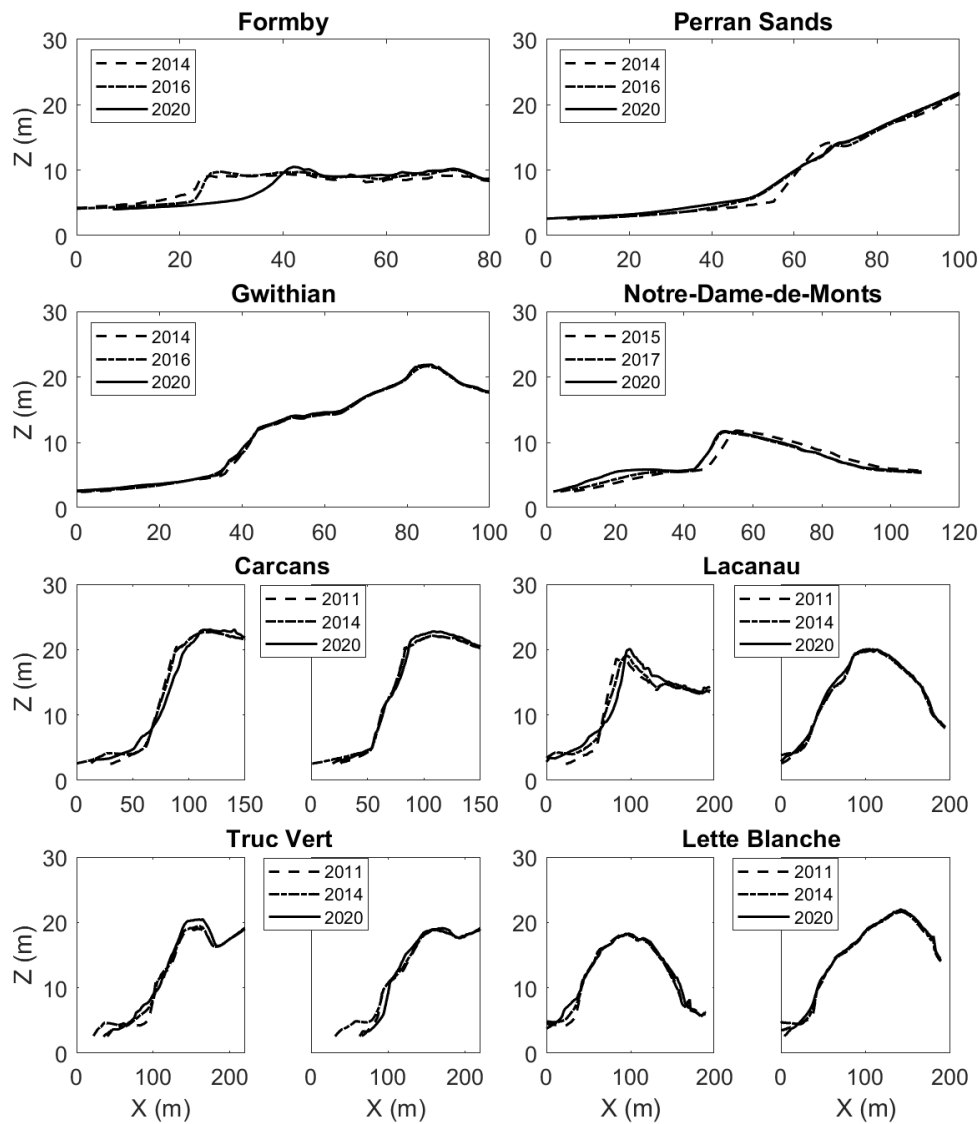 Formby
Perran Sands
30
20
10
0
Z (m)
2014
2016
2020
0 20 40 60 80
30
20
10
0
2014
2016
2020
0 20 40 60 80 100
Gwithian
Notre-Dame-de-Monts
30
20
10
0
Z (m)
2014
2016
2020
0 20 40 60 80 100
30
20
10
0
2015
2017
2020
0 20 40 60 80 100 120
Carcans
Lacanau
30
20
10
0
Z (m)
2011
2014
2020
0 50 100 150
0 50 100 150
30
20
10
0
2011
2014
2020
0 100 200
0 100 200
Truc Vert
Lette Blanche
30
20
10
0
Z (m)
2011
2014
2020
0 100 200
0 100 200
X (m)
X (m)
30
20
10
0
2011
2014
2020
0 100 200
0 100 200
X (m)
X (m)